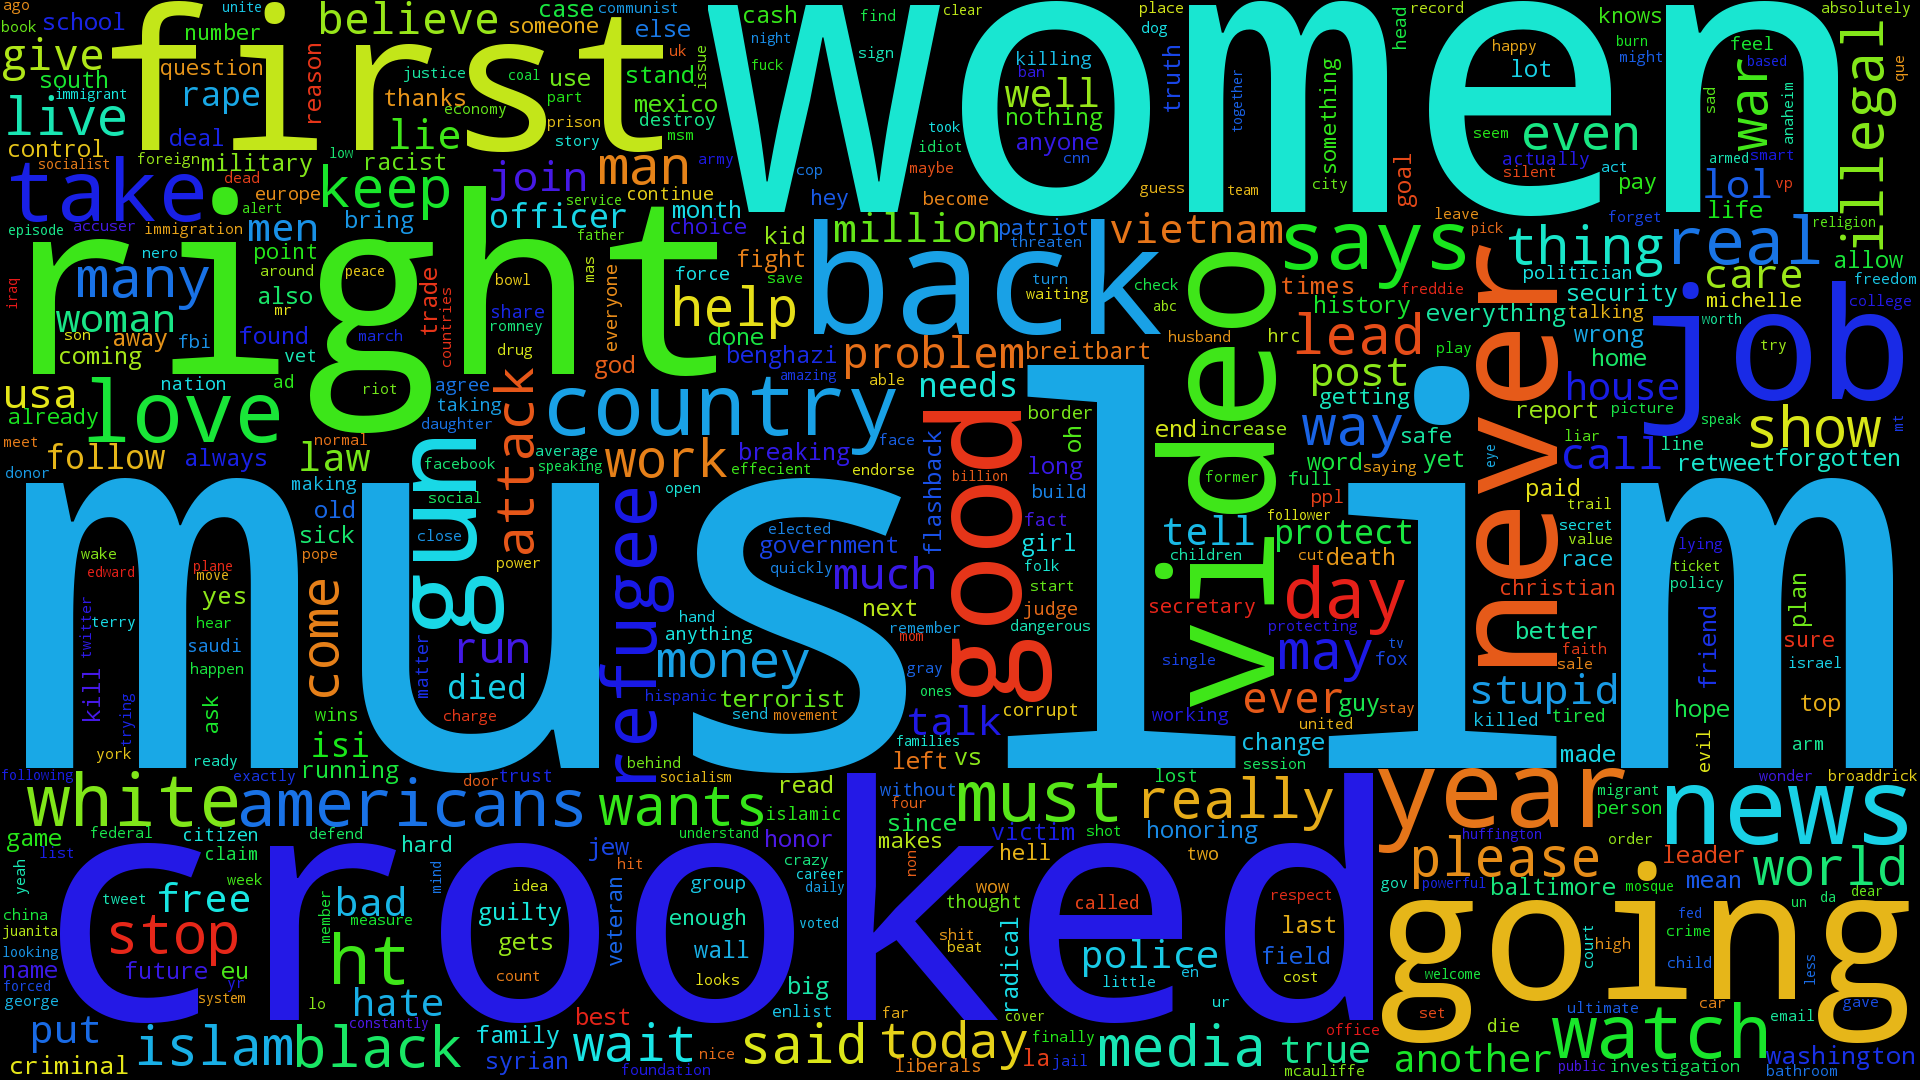 ago
unite
book
school
number
give
question
south
immigrant
live
rape
deal
control
socialist
foreign
military
first
reason
believe
case
communist
someone
else
uk
justice
coal
use
stand
issue
thanks
economy
part
mexico
prison
destroy
lie
story
msm
low
racist
women
cash
find
clear
night
sign
fuck
place
dog
head
record
killing
ban
well
nothing
anyone
cnn
truth
together
something
took
idiot
maybe
cop
army
hey
become
guess
team
city
goal
happy
lot
seem
even
actually
silent
act
knows
burn
might
absolutely
feel
based
sad
war
anaheim
illegal
que
armed
smart
pay
lol
vp
life
take
dead
europe
alert
keep
join
man
continue
service
officer
month
choice
father
episode
accuser
immigration
men
bring
nero
point
around
many
iraq
also
mr
woman
son
away
fbi
found
vet
coming
right
peace
march
trade
countries
bowl
share
romney
drug
mas
everyone
god
kid
fight
force
save
help
done
million
patriot
threaten
vietnam
back
turn
waiting
check
abc
benghazi
problem
breitbart
amazing
able
needs
husband
leave
pick
forget
religion
says
thing
real
politician
security
care
allow
freedom
michelle
college
times
freddie
history
everything
talking
wrong
worth
hrc
lead
play
home
try
job
video
never
usa
nation
ad
riot
already
love
agree
taking
daughter
attack
country
post
getting
house
meet
follow
always
normal
law
donor
facebook
average
speaking
work
breaking
effecient
face
endorse
flashback
good
billion
border
oh
long
build
end
increase
way
safe
former
word
saying
yet
full
ppl
report
picture
liar
line
call
eye
speak
mt
show
retweet
forgotten
making
old
sick
gun
social
close
power
refugee
open
elected
government
quickly
much
fact
girl
folk
start
tell
follower
children
protect
cut
death
paid
trail
secret
value
race
lying
ticket
policy
muslim
wake
edward
plane
move
yes
terry
hear
saudi
happen
kill
twitter
trying
ask
york
ready
pope
come
wins
isi
running
matter
run
died
charge
hand
anything
money
hispanic
terrorist
send
movement
next
remember
mom
gray
ones
talk
families
judge
dangerous
corrupt
secretary
protecting
single
working
day
may
tv
fox
ever
guy
stay
united
change
session
christian
better
faith
sale
stupid
killed
tired
made
friend
plan
sure
israel
hope
top
evil
arm
following
exactly
door
trust
behind
socialism
read
without
left
vs
lost
white
americans
wants
islamic
four
since
must
really
year
migrant
person
wonder
broaddrick
news
game
federal
citizen
defend
claim
list
week
hard
jew
hit
understand
honor
crazy
career
daily
makes
victim
shot
honoring
hell
two
huffington
order
please
leader
world
yeah
tweet
free
china
juanita
looking
stop
member
bad
measure
mind
crooked
idea
guilty
gets
count
veteran
group
enough
wall
looks
voted
non
wow
thought
shit
beat
called
radical
police
little
en
respect
last
field
cost
gov
powerful
baltimore
mosque
mean
dear
un
da
fed
crime
going
court
high
child
less
welcome
name
forced
george
future
eu
yr
system
ht
lo
hate
constantly
big
enlist
far
ur
cover
set
ultimate
car
gave
email
put
criminal
islam
black
family
syrian
best
wait
nice
foundation
said
today
liberals
finally
la
jail
media
office
true
mcauliffe
die
another
watch
public
investigation
washington
bathroom